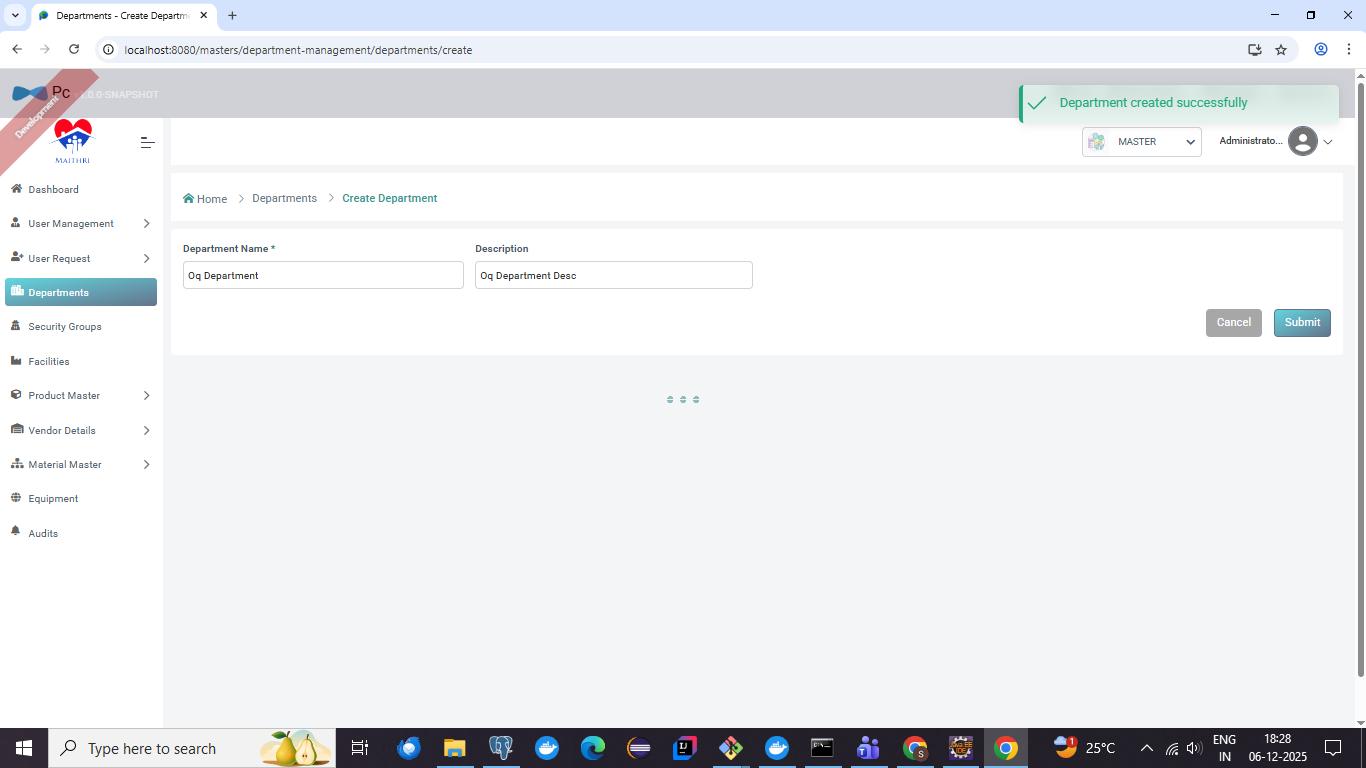 Departments - Create Departm
localhost:8080/masters/department-management/departments/create
Pc
1.0.0-SNAPSHOT
Development
Department created successfully
MAITHRI
MASTER
Administrato...
Dashboard
User Management
User Request
Departments
Security Groups
Facilities
Product Master
Vendor Details
Material Master
Equipment
Audits
Home
Departments
Create Department
Department Name *
Description
Oq Department
Oq Department Desc
Cancel
Submit
Type here to search
1
25°C
ENG
IN
18:28
06-12-2025